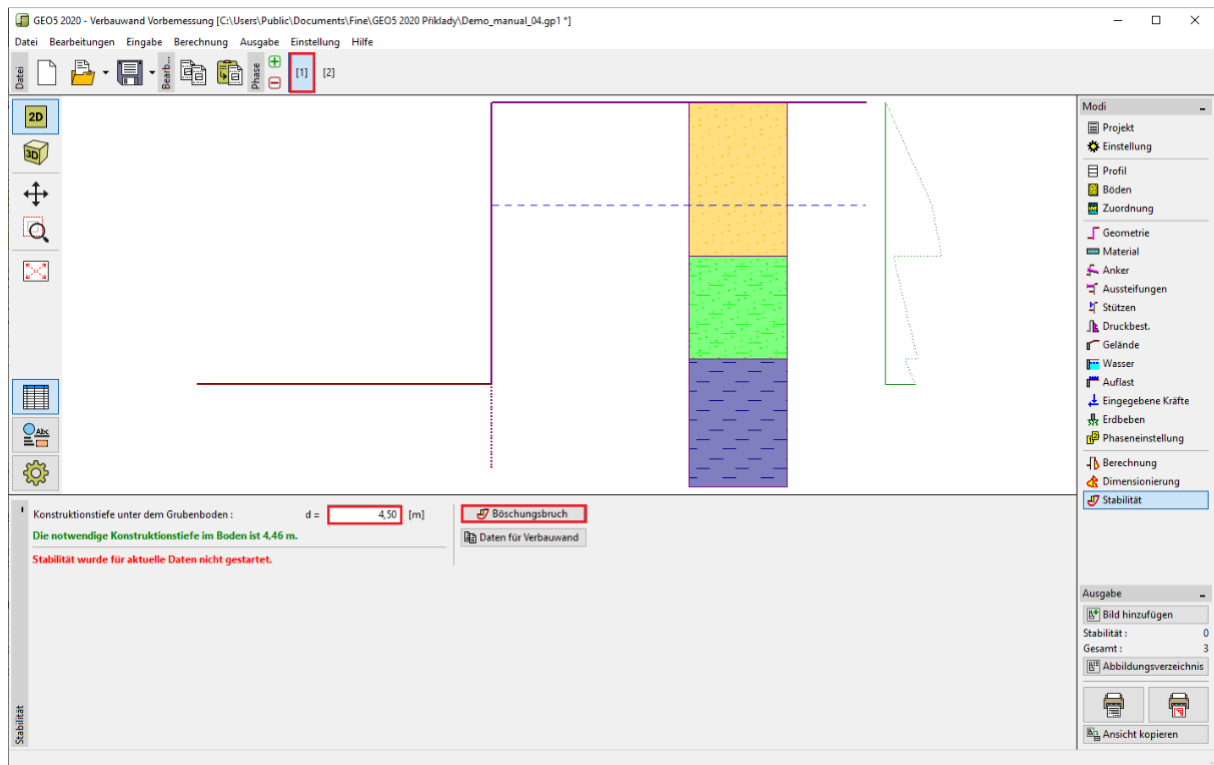 GEO5 2020 - Verbauwand Vorbemessung [C:\Users\Public\Documents\Fine\GEO5 2020 Příklady\Demo_manual_04.gp1 *]
Datei Bearbeitungen Eingabe Berechnung Ausgabe Einstellung Hilfe
Datei
Bearb...
Phase
[1] [2]
2D
3D
Abc
Modi
Projekt
Einstellung
Profil
Böden
Zuordnung
Geometrie
Material
Anker
Aussteifungen
Stützen
Druckbest.
Gelände
Wasser
Auflast
Eingegebene Kräfte
Erdbeben
Phaseneinstellung
Berechnung
Dimensionierung
Stabilität
Konstruktionstiefe unter dem Grubenboden : d = 4,50 [m]
Böschungsbruch
Die notwendige Konstruktionstiefe im Boden ist 4,46 m.
Daten für Verbauwand
Stabilität wurde für aktuelle Daten nicht gestartet.
Stabilität
Ausgabe
Bild hinzufügen
Stabilität : 0
Gesamt : 3
Abbildungsverzeichnis
Ansicht kopieren